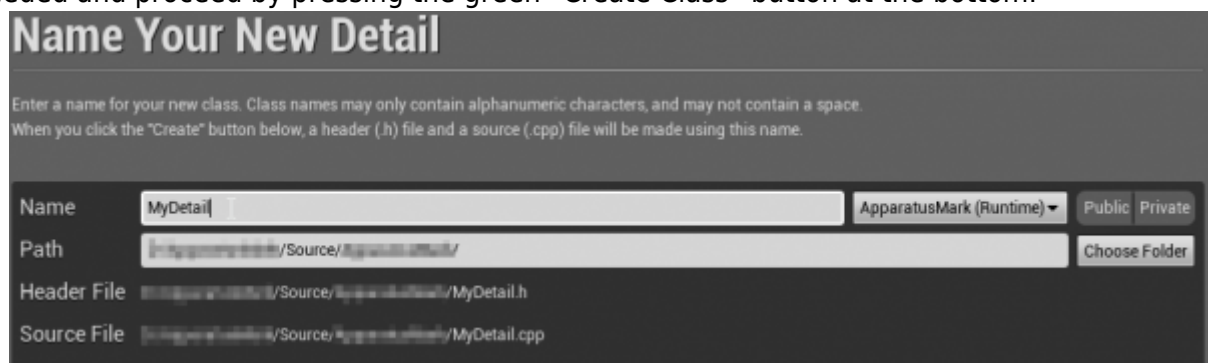 needed and proceed by pressing the green "Create Class" button at the bottom.
Name Your New Detail
Enter a name for your new class. Class names may only contain alphanumeric characters, and may not contain a space.
When you click the "Create" button below, a header (.h) file and a source (.cpp) file will be made using this name.
Name MyDetail ApparatusMark (Runtime) Public Private
Path /Source/ / Choose Folder
Header File /Source/ /MyDetail.h
Source File /Source/ /MyDetail.cpp